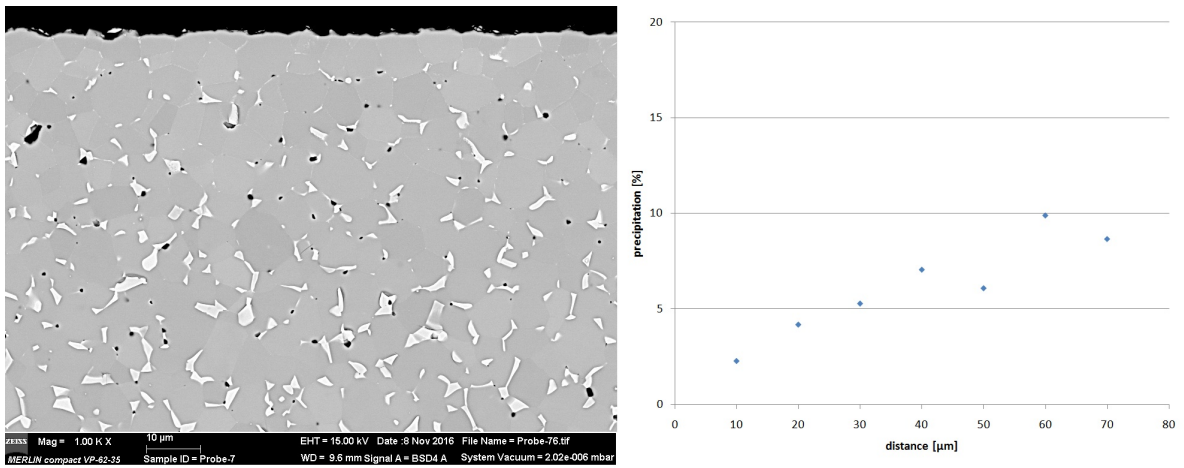 ZEISS Mag = 1.00 K X 10 µm EHT = 15.00 kV Date :8 Nov 2016 File Name = Probe-76.tif
MERLIN compact VP-62-35 Sample ID = Probe-7 WD = 9.6 mm Signal A = BSD4 A System Vacuum = 2.02e-006 mbar
20
15
10
5
0
precipitation [%]
0 10 20 30 40 50 60 70 80
distance [µm]